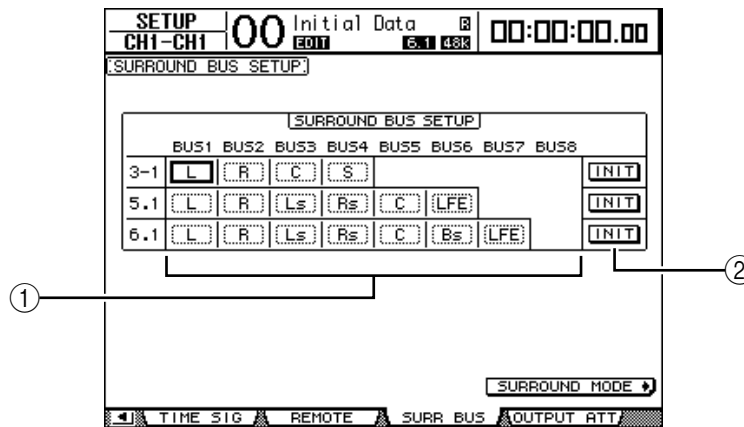 SETUP 00 Initial Data B 00:00:00.00
CH1-CH1 EDIT 6.1 48k
SURROUND BUS SETUP
SURROUND BUS SETUP
BUS1 BUS2 BUS3 BUS4 BUS5 BUS6 BUS7 BUS8
3-1 L R C S INIT
5.1 L R Ls Rs C LFE INIT
6.1 L R Ls Rs C Bs LFE INIT
1 2
SURROUND MODE
TIME SIG REMOTE SURR BUS OUTPUT ATT